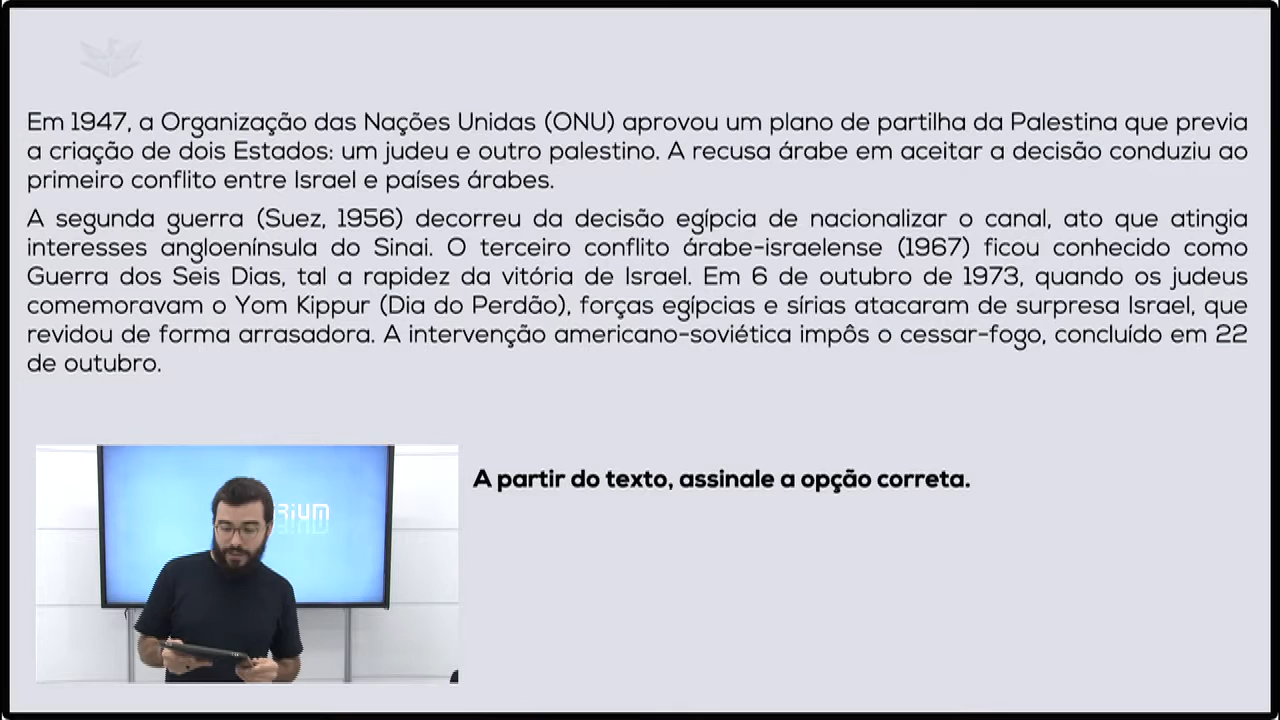 Em 1947, a Organização das Nações Unidas (ONU) aprovou um plano de partilha da Palestina que previa
a criação de dois Estados: um judeu e outro palestino. A recusa árabe em aceitar a decisão conduziu ao
primeiro conflito entre Israel e países árabes.
A segunda guerra (Suez, 1956) decorreu da decisão egípcia de nacionalizar o canal, ato que atingia
interesses angloenínsula do Sinai. O terceiro conflito árabe-israelense (1967) ficou conhecido como
Guerra dos Seis Dias, tal a rapidez da vitória de Israel. Em 6 de outubro de 1973, quando os judeus
comemoravam o Yom Kippur (Dia do Perdão), forças egípcias e sírias atacaram de surpresa Israel, que
revidou de forma arrasadora. A intervenção americano-soviética impôs o cessar-fogo, concluído em 22
de outubro.
A partir do texto, assinale a opção correta.